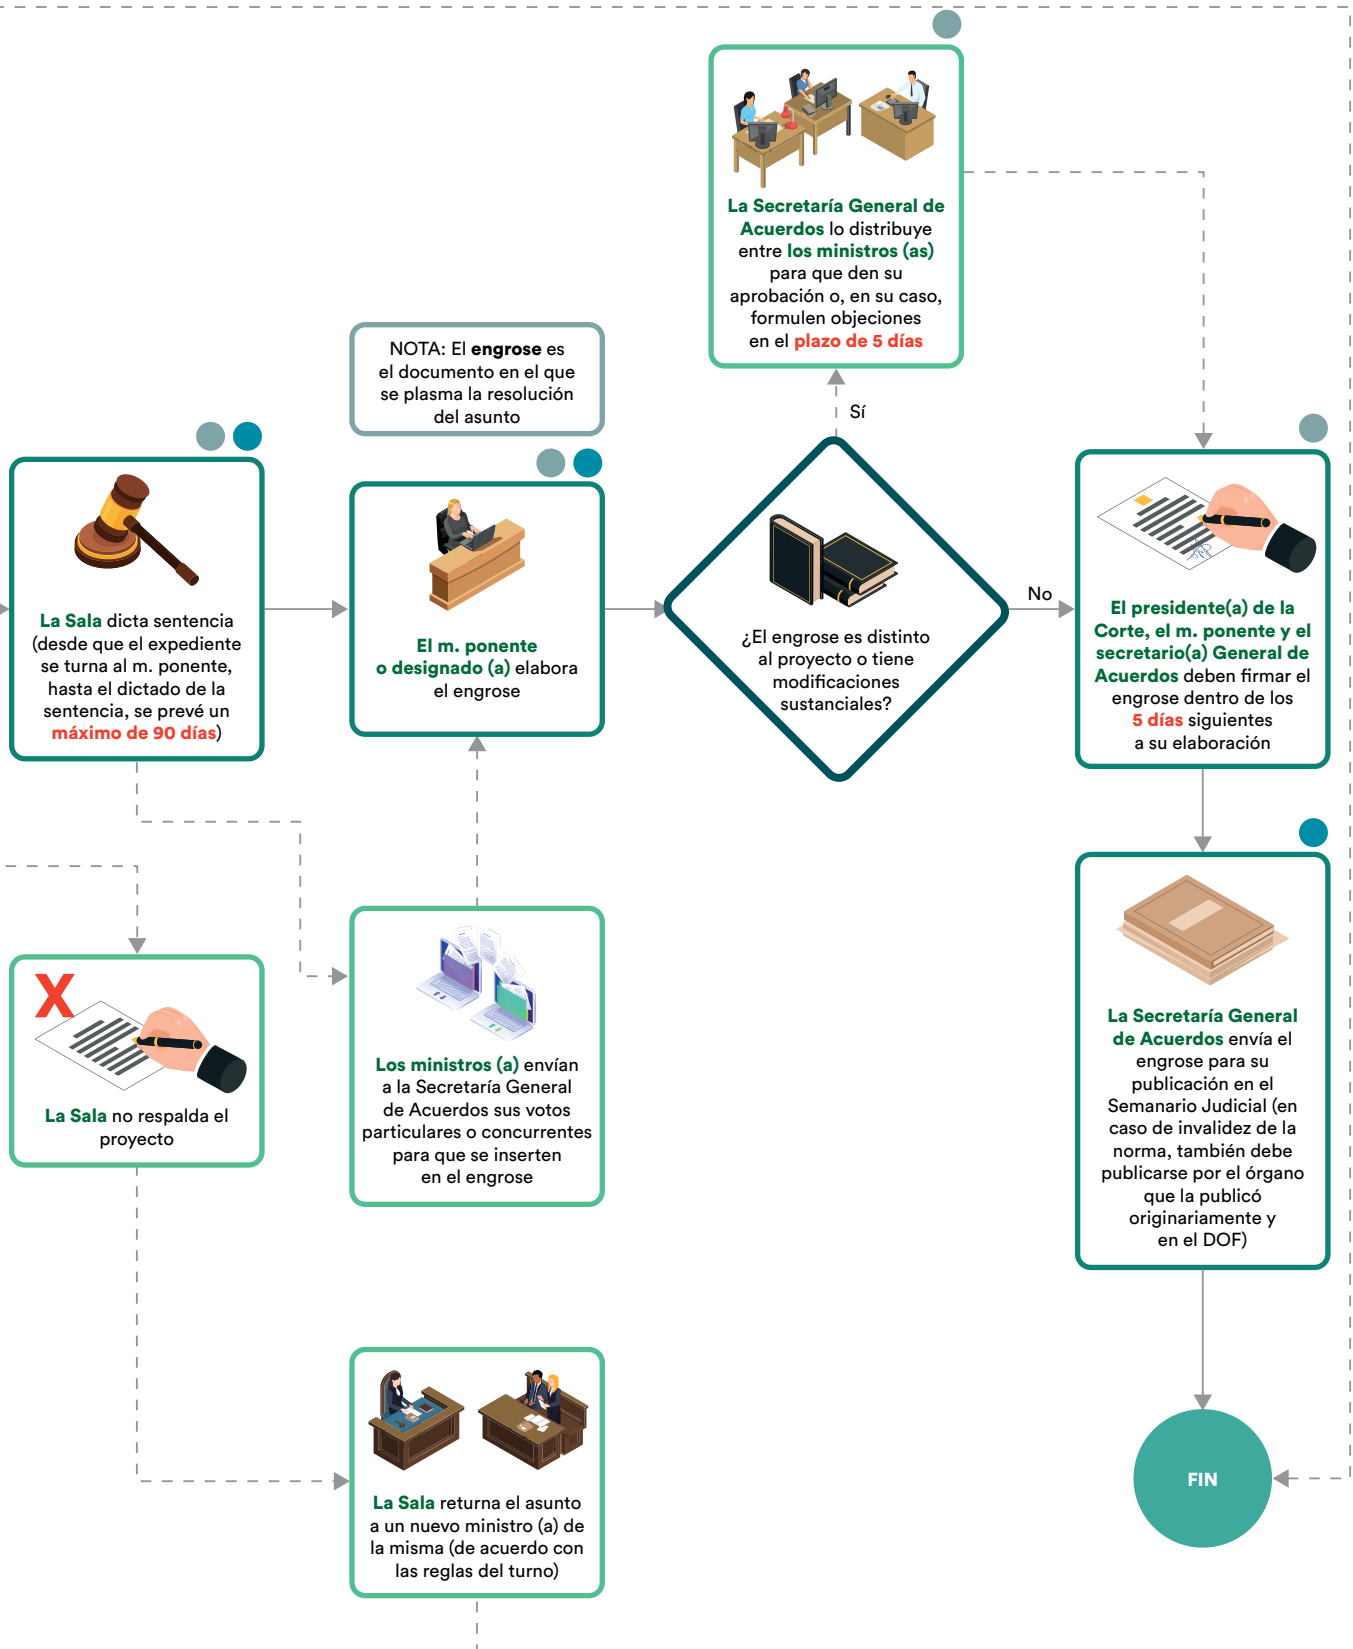 La Secretaría General de
Acuerdos lo distribuye
entre los ministros (as)
para que den su
aprobación o, en su caso,
formulen objeciones
en el plazo de 5 días
NOTA: El engrose es
el documento en el que
se plasma la resolución
del asunto
Sí
La Sala dicta sentencia
(desde que el expediente
se turna al m. ponente,
hasta el dictado de la
sentencia, se prevé un
máximo de 90 días)
El m. ponente
o designado (a) elabora
el engrose
¿El engrose es distinto
al proyecto o tiene
modificaciones
sustanciales?
No
El presidente(a) de la
Corte, el m. ponente y el
secretario(a) General de
Acuerdos deben firmar el
engrose dentro de los
5 días siguientes
a su elaboración
X
La Sala no respalda el
proyecto
Los ministros (a) envían
a la Secretaría General
de Acuerdos sus votos
particulares o concurrentes
para que se inserten
en el engrose
La Secretaría General
de Acuerdos envía el
engrose para su
publicación en el
Semanario Judicial (en
caso de invalidez de la
norma, también debe
publicarse por el órgano
que la publicó
originariamente y
en el DOF)
La Sala returna el asunto
a un nuevo ministro (a) de
la misma (de acuerdo con
las reglas del turno)
FIN